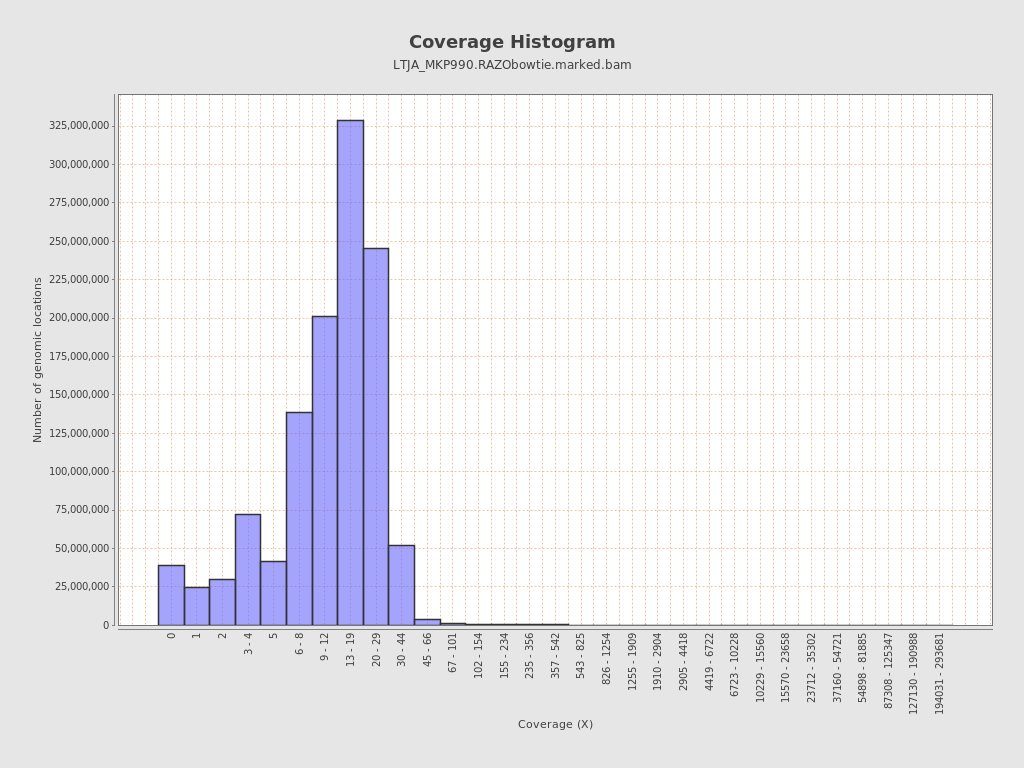 Coverage Histogram
LTJA_MKP990.RAZObowtie.marked.bam
Number of genomic locations
325,000,000
300,000,000
275,000,000
250,000,000
225,000,000
200,000,000
175,000,000
150,000,000
125,000,000
100,000,000
75,000,000
50,000,000
25,000,000
0
0
1
2
3 - 4
5
6 - 8
9 - 12
13 - 19
20 - 29
30 - 44
45 - 66
67 - 101
102 - 154
155 - 234
235 - 356
357 - 542
543 - 825
826 - 1254
1255 - 1909
1910 - 2904
2905 - 4418
4419 - 6722
6723 - 10228
10229 - 15560
15570 - 23658
23712 - 35302
37160 - 54721
54898 - 81885
87308 - 125347
127130 - 190988
194031 - 293681
Coverage (X)